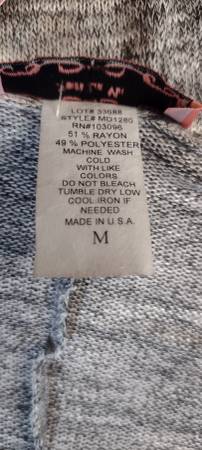 LOT# 33588
STYLE# MD1280
RN#103096
51 % RAYON
49 % POLYESTER
MACHINE WASH
COLD
WITH LIKE
COLORS
DO NOT BLEACH
TUMBLE DRY LOW
COOL IRON IF
NEEDED
MADE IN U.S.A.
M